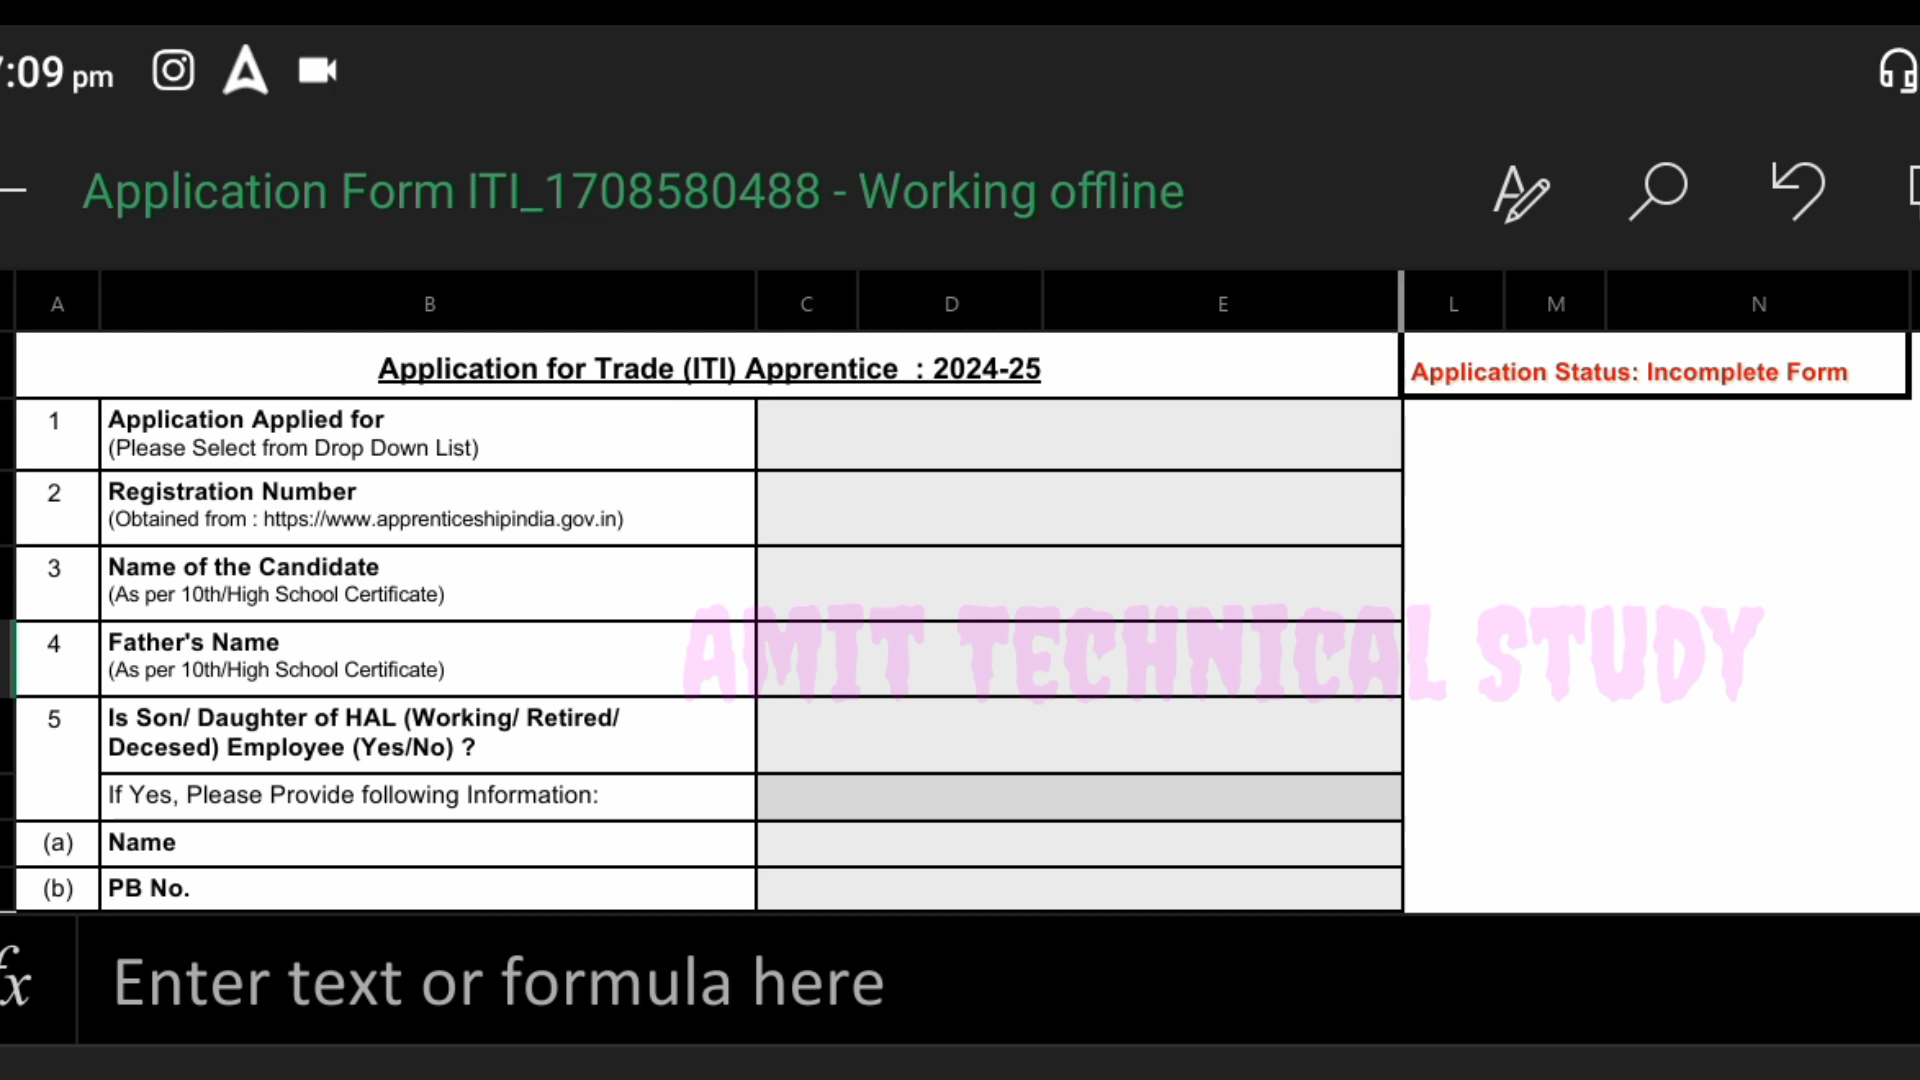 :09 pm
Application Form ITI_1708580488 - Working offline
A B C D E L M N
Application for Trade (ITI) Apprentice : 2024-25
Application Status: Incomplete Form
1 Application Applied for
(Please Select from Drop Down List)
2 Registration Number
(Obtained from : https://www.apprenticeshipindia.gov.in)
3 Name of the Candidate
(As per 10th/High School Certificate)
AMIT TECHNICAL STUDY
4 Father's Name
(As per 10th/High School Certificate)
5 Is Son/ Daughter of HAL (Working/ Retired/
Decesed) Employee (Yes/No) ?
If Yes, Please Provide following Information:
(a) Name
(b) PB No.
fx Enter text or formula here